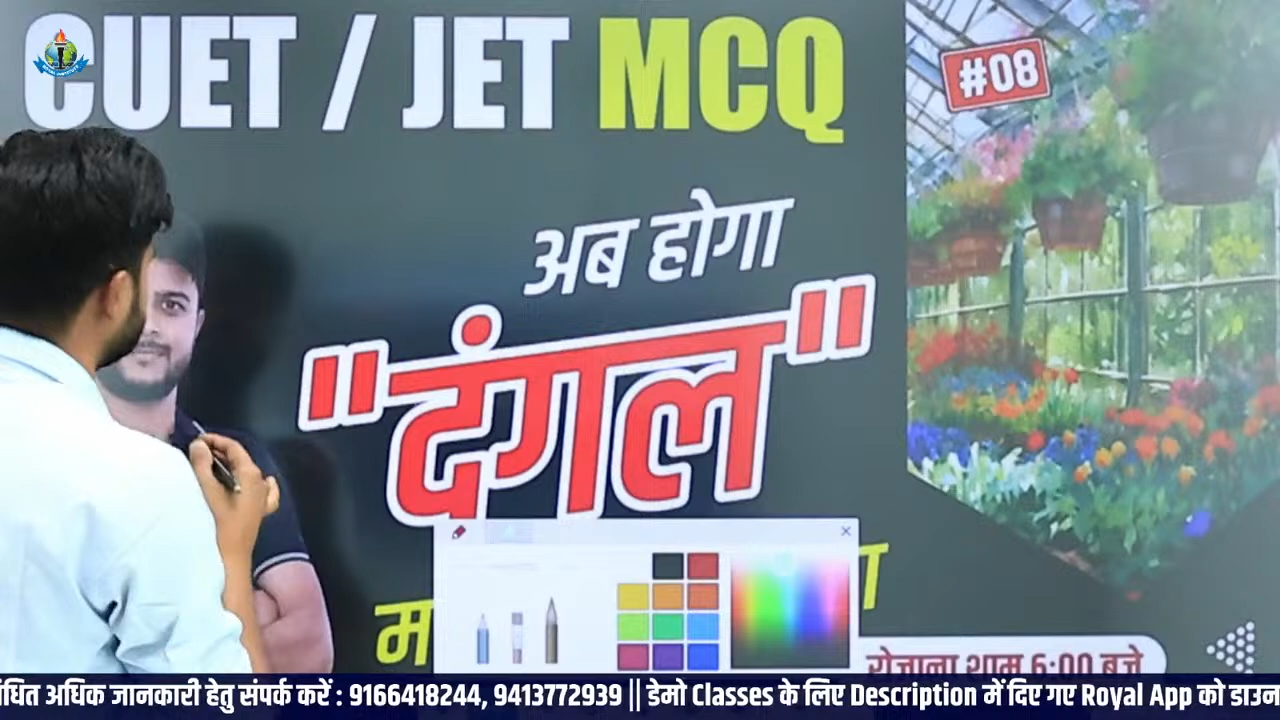 CUET / JET MCQ
#08
अब होगा
"दंगल"
रोजाना शाम 6:00 बजे
अधिक जानकारी हेतु संपर्क करें : 9166418244, 9413772939 || डेमो Classes के लिए Description में दिए गए Royal App को